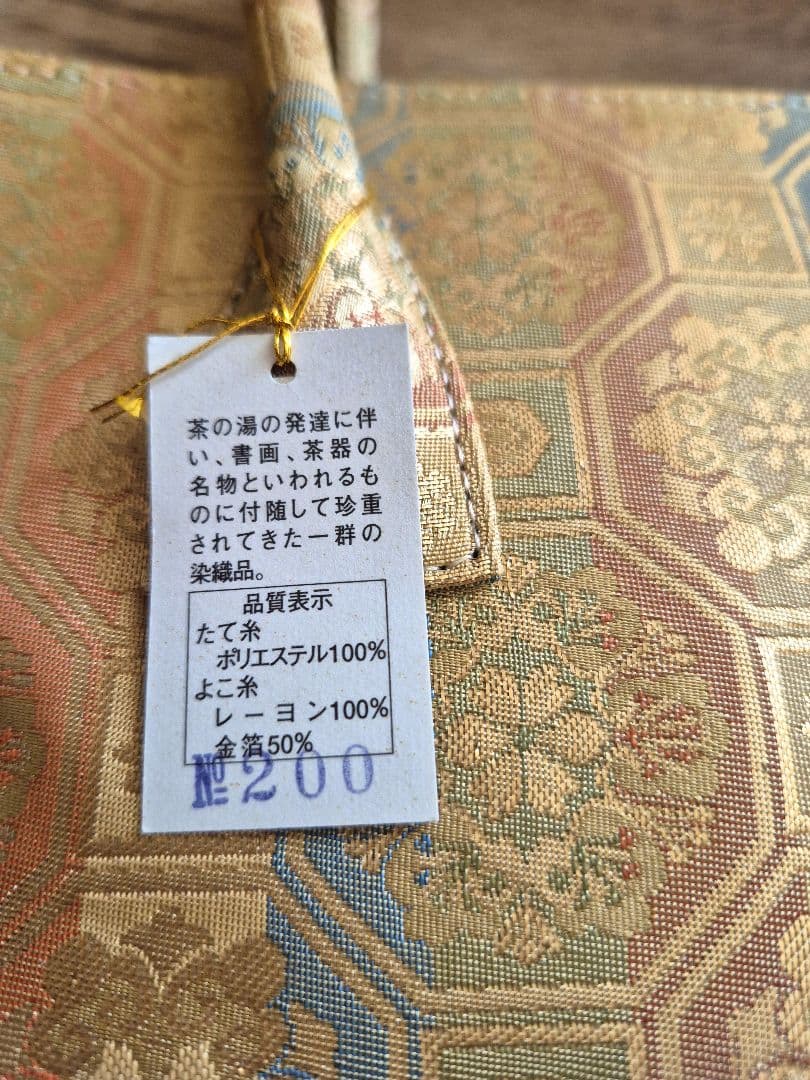 茶の湯の発達に伴
い、書画、茶器の
名物といわれるも
のに付随して珍重
されてきた一群の
染織品。
品質表示
たて糸
ポリエステル100%
よこ糸
レーヨン100%
金箔50%
№200